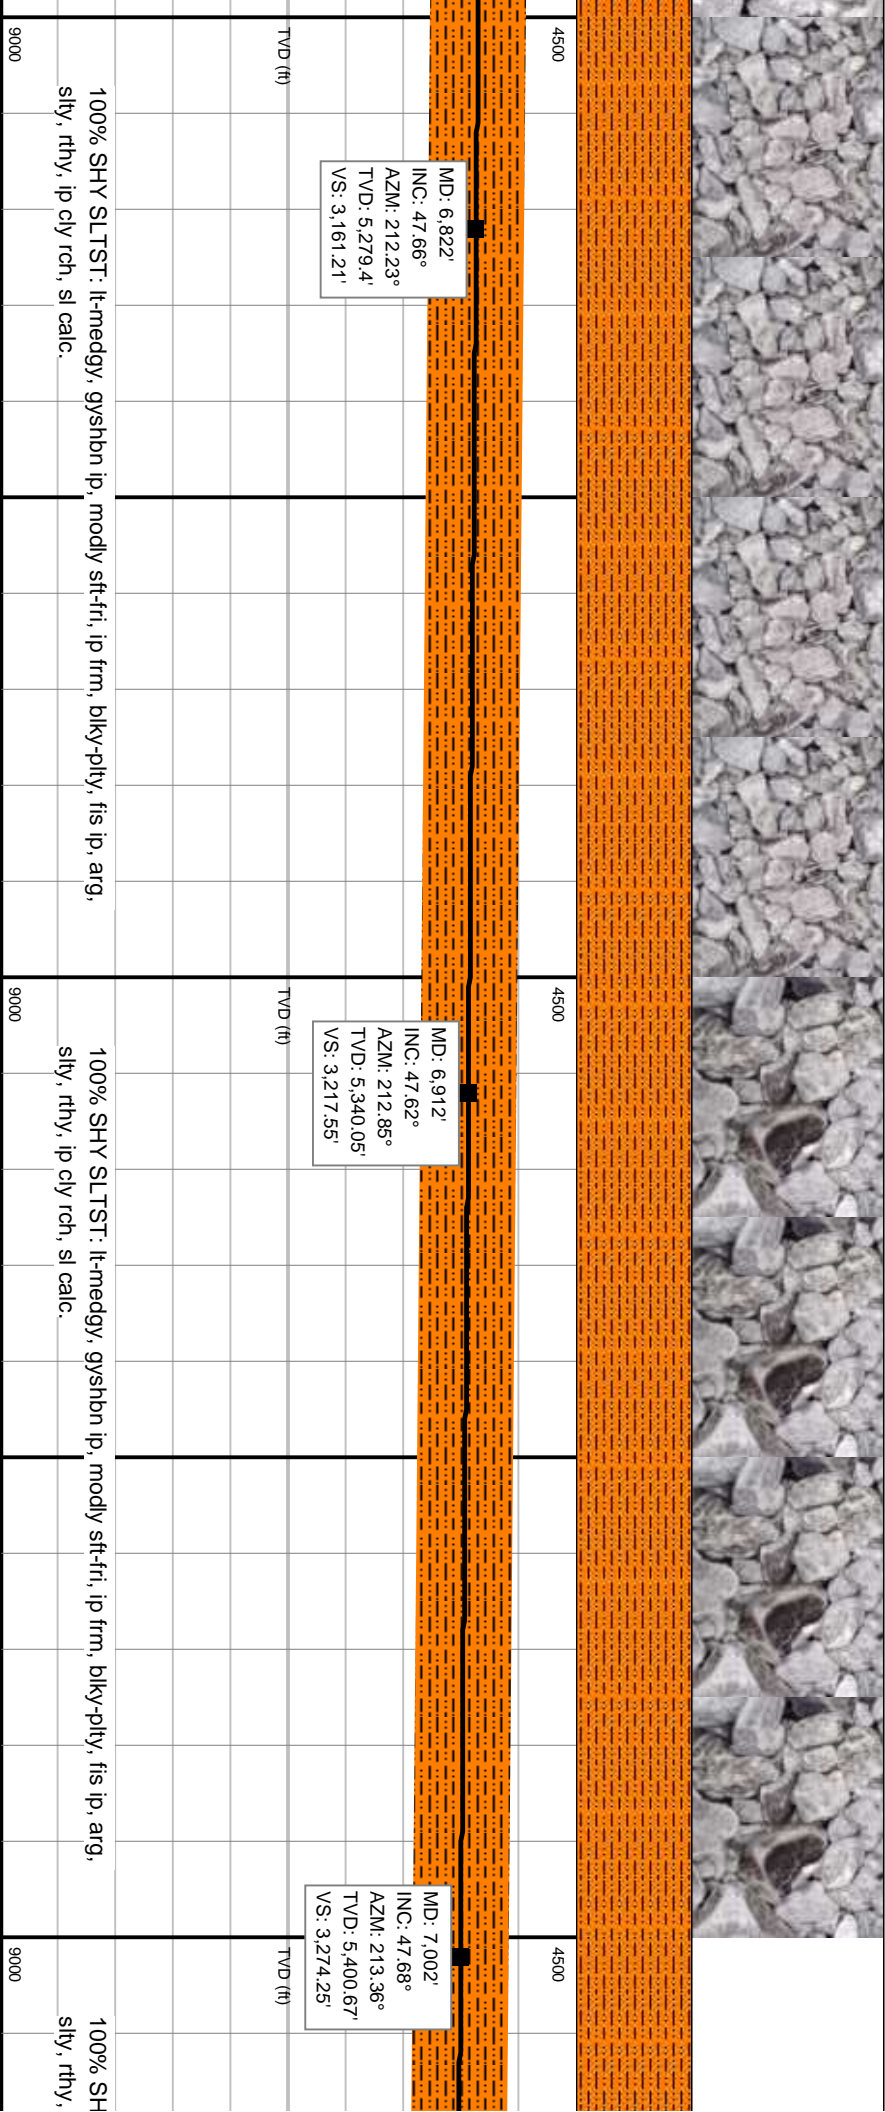 4500
TVD (ft)
9000
MD: 6,822'
INC: 47.66°
AZM: 212.23°
TVD: 5,279.4'
VS: 3,161.21'
100% SHY SLTST: lt-medgy, gyshbn ip, modly sft-fri, ip frm, blky-plty, fis ip, arg,
slty, rthy, ip cly rch, sl calc.
4500
TVD (ft)
9000
MD: 6,912'
INC: 47.62°
AZM: 212.85°
TVD: 5,340.05'
VS: 3,217.55'
100% SHY SLTST: lt-medgy, gyshbn ip, modly sft-fri, ip frm, blky-plty, fis ip, arg,
slty, rthy, ip cly rch, sl calc.
4500
TVD (ft)
9000
MD: 7,002'
INC: 47.68°
AZM: 213.36°
TVD: 5,400.67'
VS: 3,274.25'
100% SH
slty, rthy,